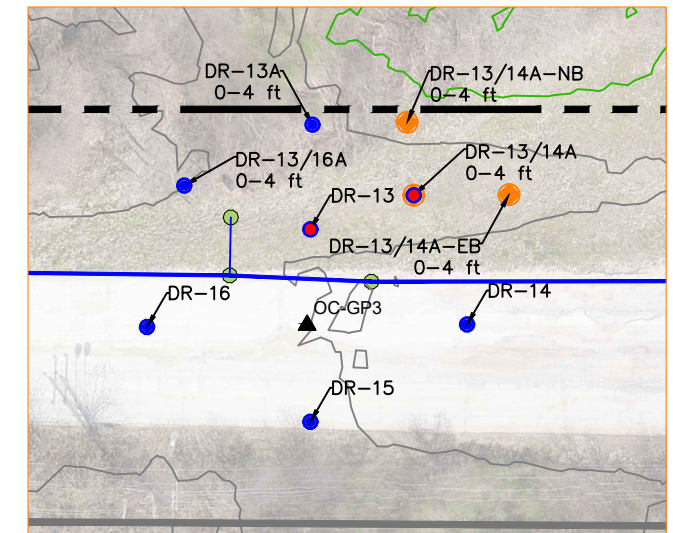 DR-13A
0-4 ft
DR-13/14A-NB
0-4 ft
DR-13/16A
0-4 ft
DR-13/14A
0-4 ft
DR-13
DR-13/14A-EB
0-4 ft
DR-16
DR-14
OC-GP3
DR-15